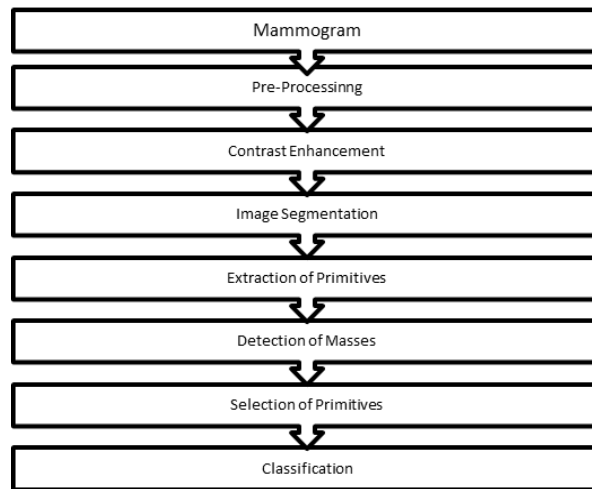 Mammogram
Pre-Processinng
Contrast Enhancement
Image Segmentation
Extraction of Primitives
Detection of Masses
Selection of Primitives
Classification